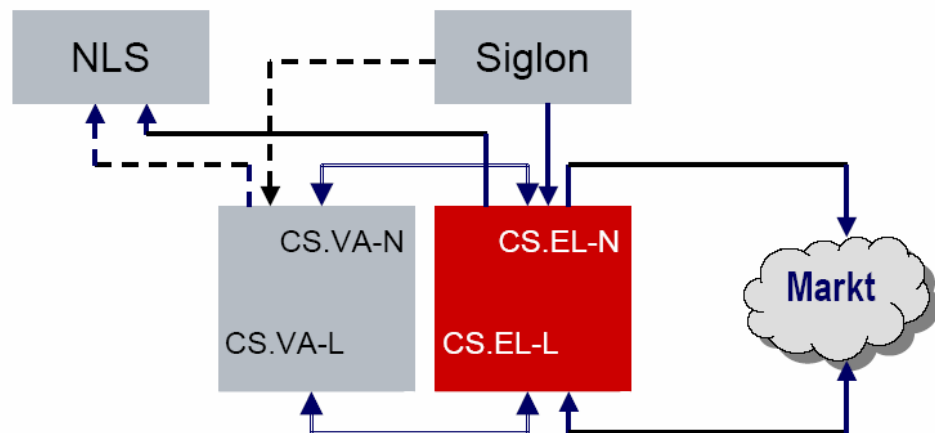 NLS
Siglon
CS.VA-N
CS.EL-N
Markt
CS.VA-L
CS.EL-L